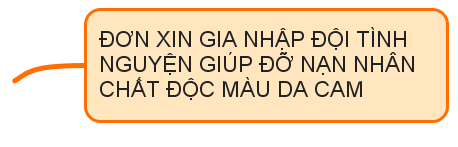 ĐƠN XIN GIA NHẬP ĐỘI TÌNH
NGUYỆN GIÚP ĐỠ NẠN NHÂN
CHẤT ĐỘC MÀU DA CAM